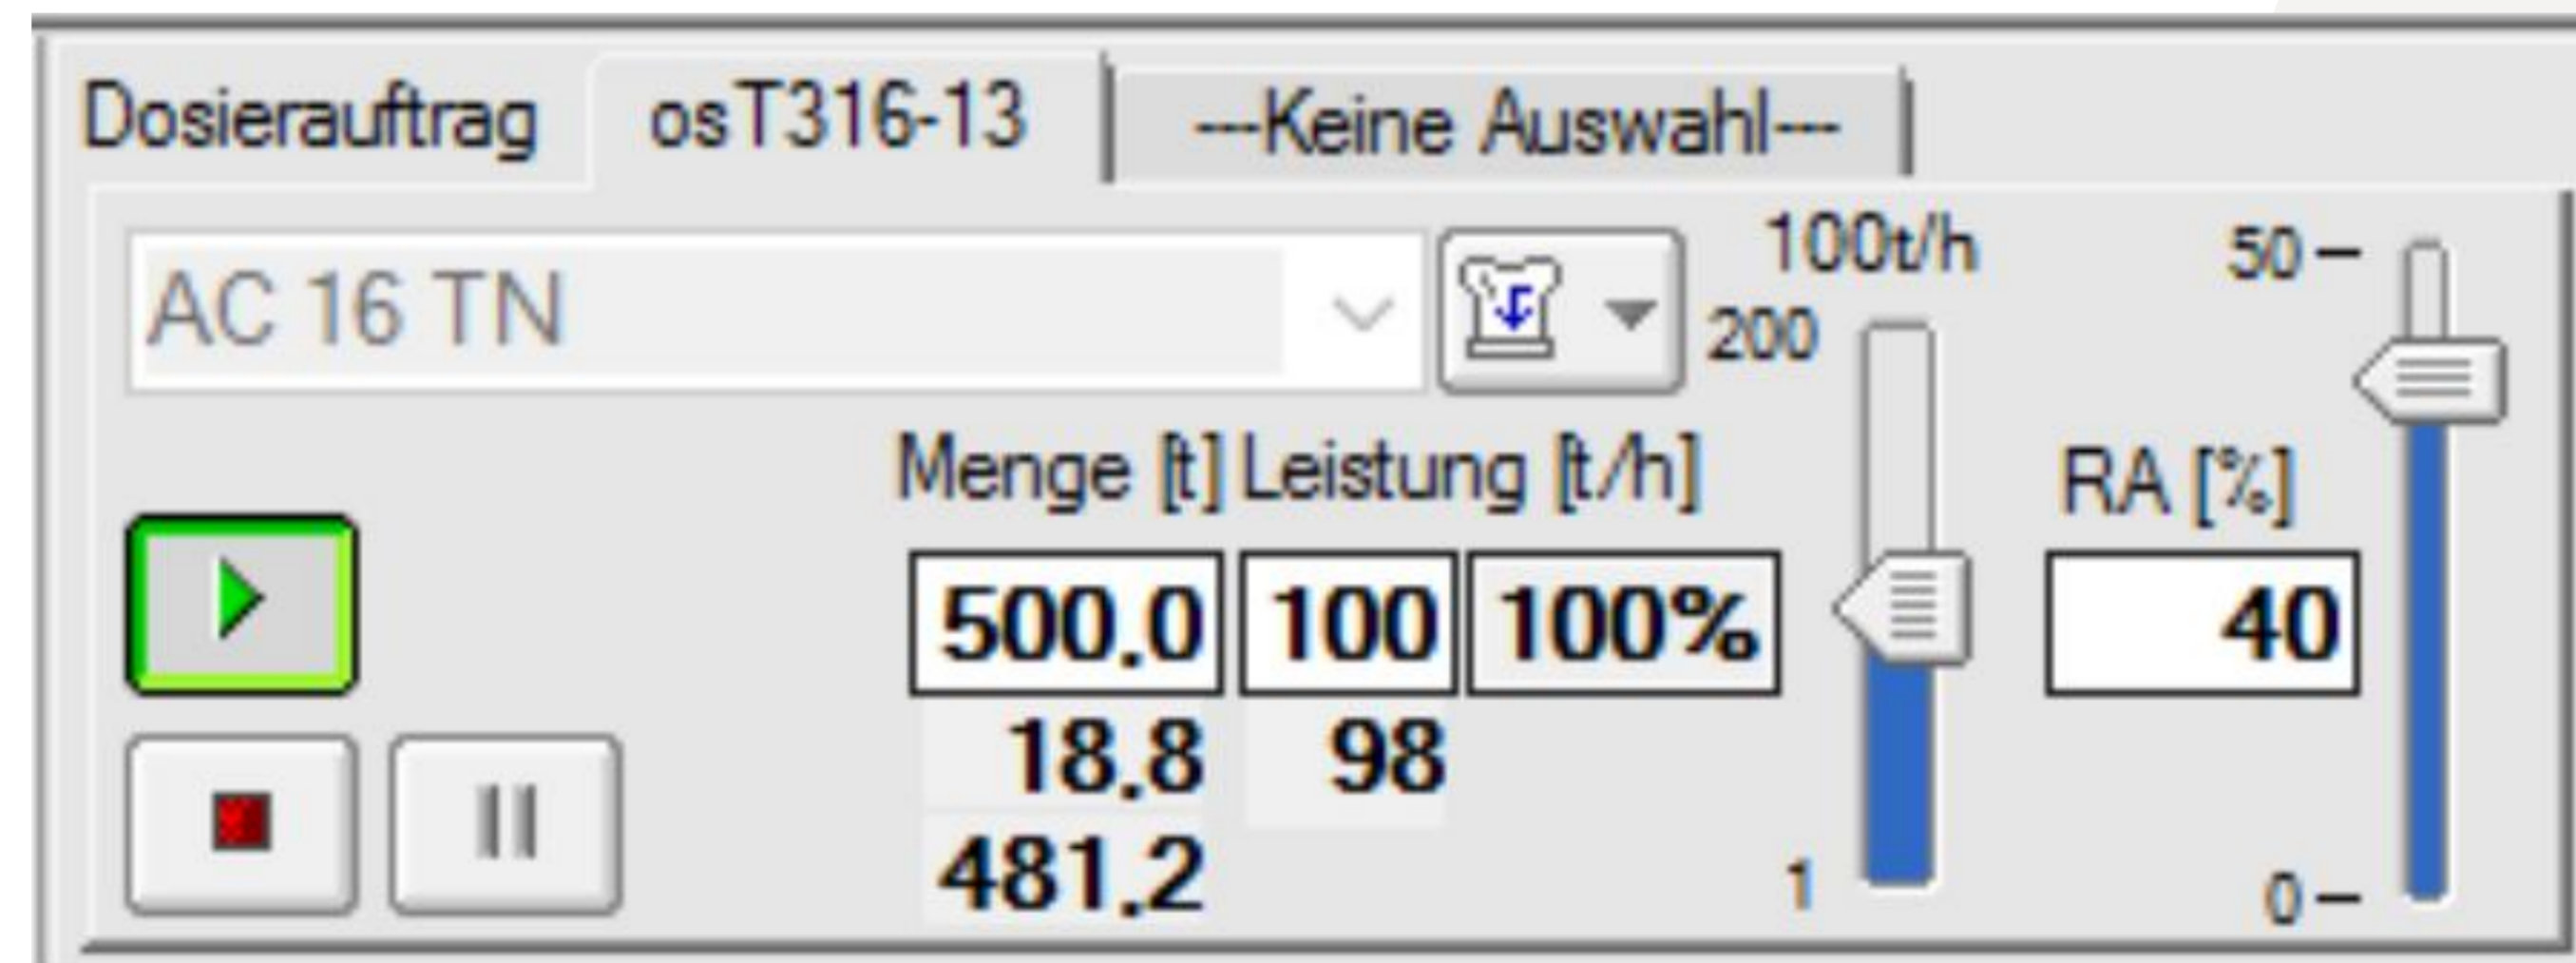 Dosierauftrag osT316-13 ---Keine Auswahl---
AC 16 TN
100t/h
200
50
Menge [t] Leistung [t/h]
RA [%]
500.0 100 100% 40
18.8 98
481.2
1
0